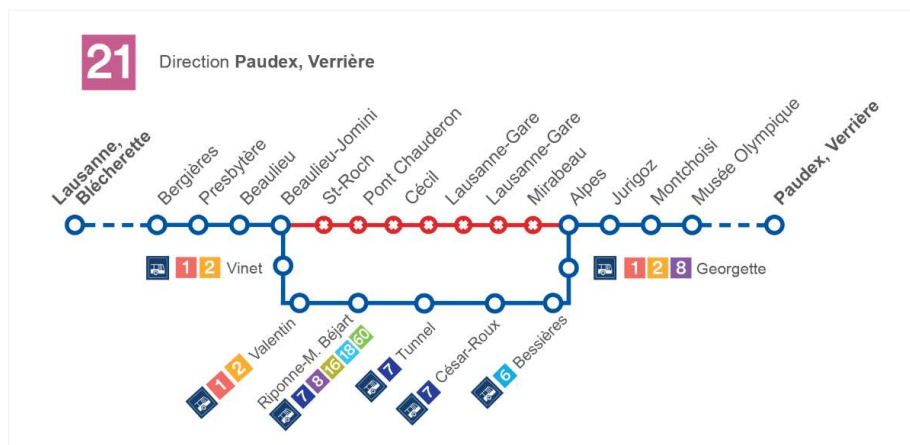 21 Direction Paudex, Verrière
Lausanne,
Blécherette
Bergières
Presbytère
Beaulieu
Beaulieu-Jomini
St-Roch
Pont Chauderon
Cécil
Lausanne-Gare
Lausanne-Gare
Mirabeau
Alpes
Jurigoz
Montchoisi
Musée Olympique
Paudex, Verrière
1 2 Vinet
1 2 8 Georgette
1 2 Valentin
Riponne-M. Béjart
7 8 16 18 60
7 Tunnel
7 César-Roux
6 Bessières